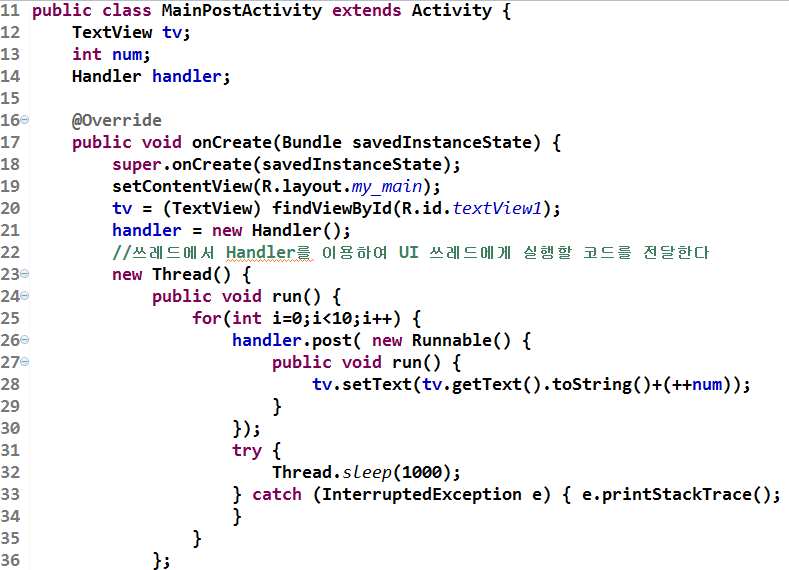 11 public class MainPostActivity extends Activity {
12     TextView tv;
13     int num;
14     Handler handler;
15
16     @Override
17     public void onCreate(Bundle savedInstanceState) {
18         super.onCreate(savedInstanceState);
19         setContentView(R.layout.my_main);
20         tv = (TextView) findViewById(R.id.textView1);
21         handler = new Handler();
22         //쓰레드에서 Handler를 이용하여 UI 쓰레드에게 실행할 코드를 전달한다
23         new Thread() {
24             public void run() {
25                 for(int i=0;i<10;i++) {
26                     handler.post( new Runnable() {
27                         public void run() {
28                             tv.setText(tv.getText().toString()+(++num));
29                         }
30                     });
31                     try {
32                         Thread.sleep(1000);
33                     } catch (InterruptedException e) { e.printStackTrace();
34                     }
35                 }
36             };